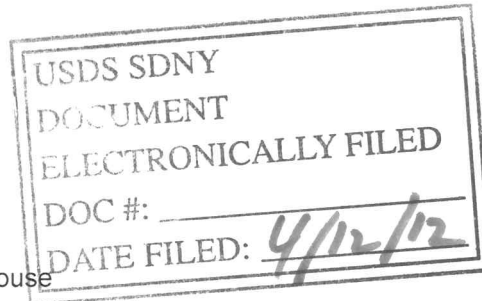 USDS SDNY
DOCUMENT
ELECTRONICALLY FILED
DOC #:
DATE FILED: 4/12/12
ouse